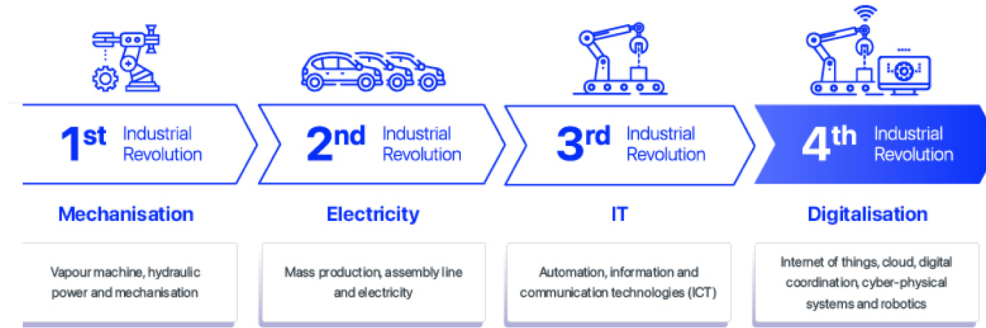 1st Industrial Revolution
2nd Industrial Revolution
3rd Industrial Revolution
4th Industrial Revolution
Mechanisation
Electricity
IT
Digitalisation
Vapour machine, hydraulic
power and mechanisation
Mass production, assembly line
and electricity
Automation, information and
communication technologies (ICT)
Internet of things, cloud, digital
coordination, cyber-physical
systems and robotics